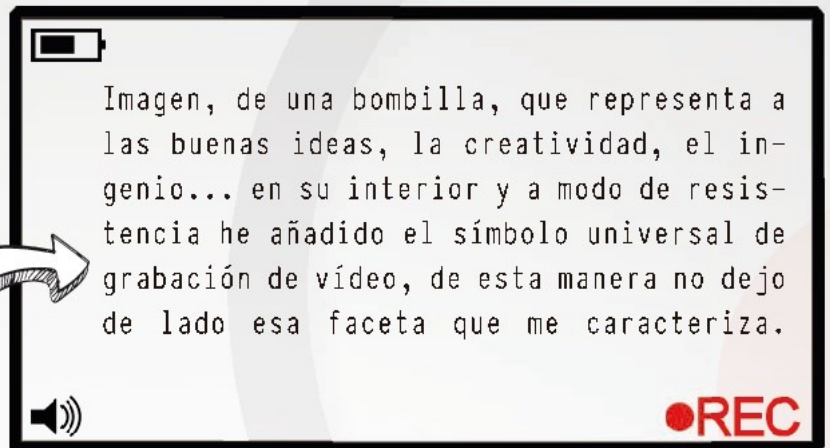 Imagen, de una bombilla, que representa a
las buenas ideas, la creatividad, el in-
genio... en su interior y a modo de resis-
tencia he añadido el símbolo universal de
grabación de vídeo, de esta manera no dejo
de lado esa faceta que me caracteriza.
REC